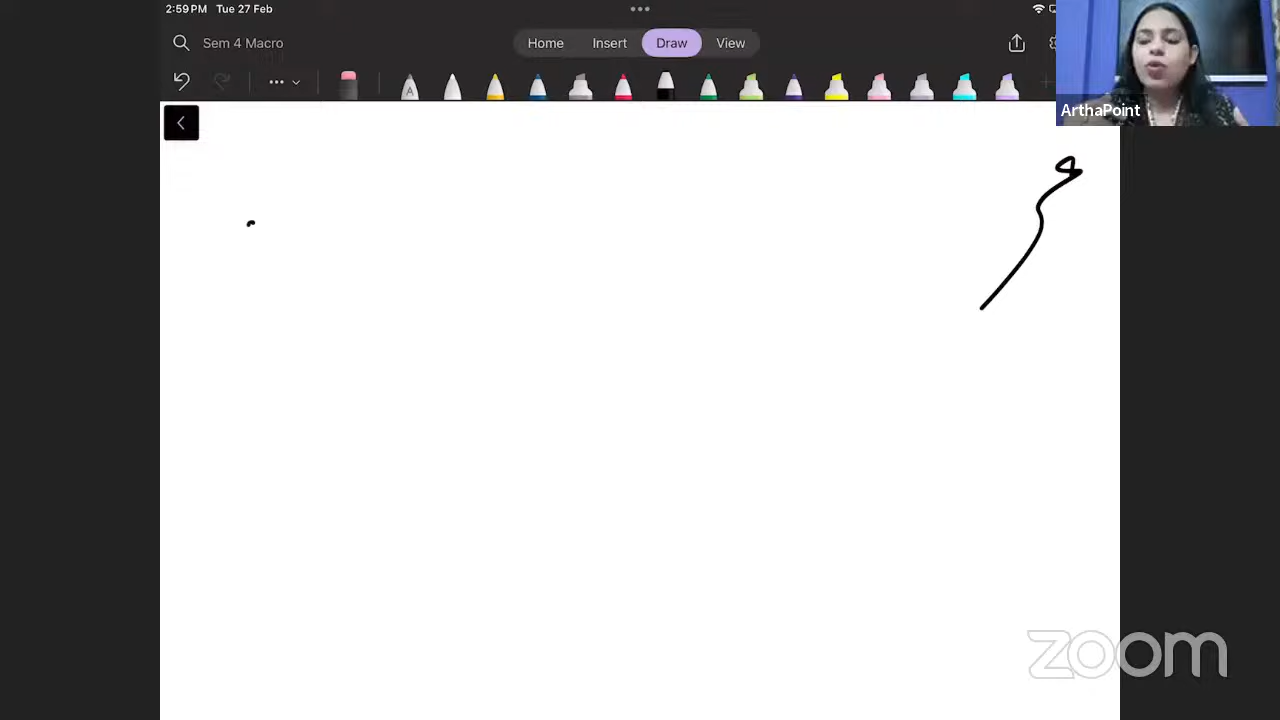 2:59 PM Tue 27 Feb
Sem 4 Macro
Home Insert Draw View
A
ArthaPoint
zoom